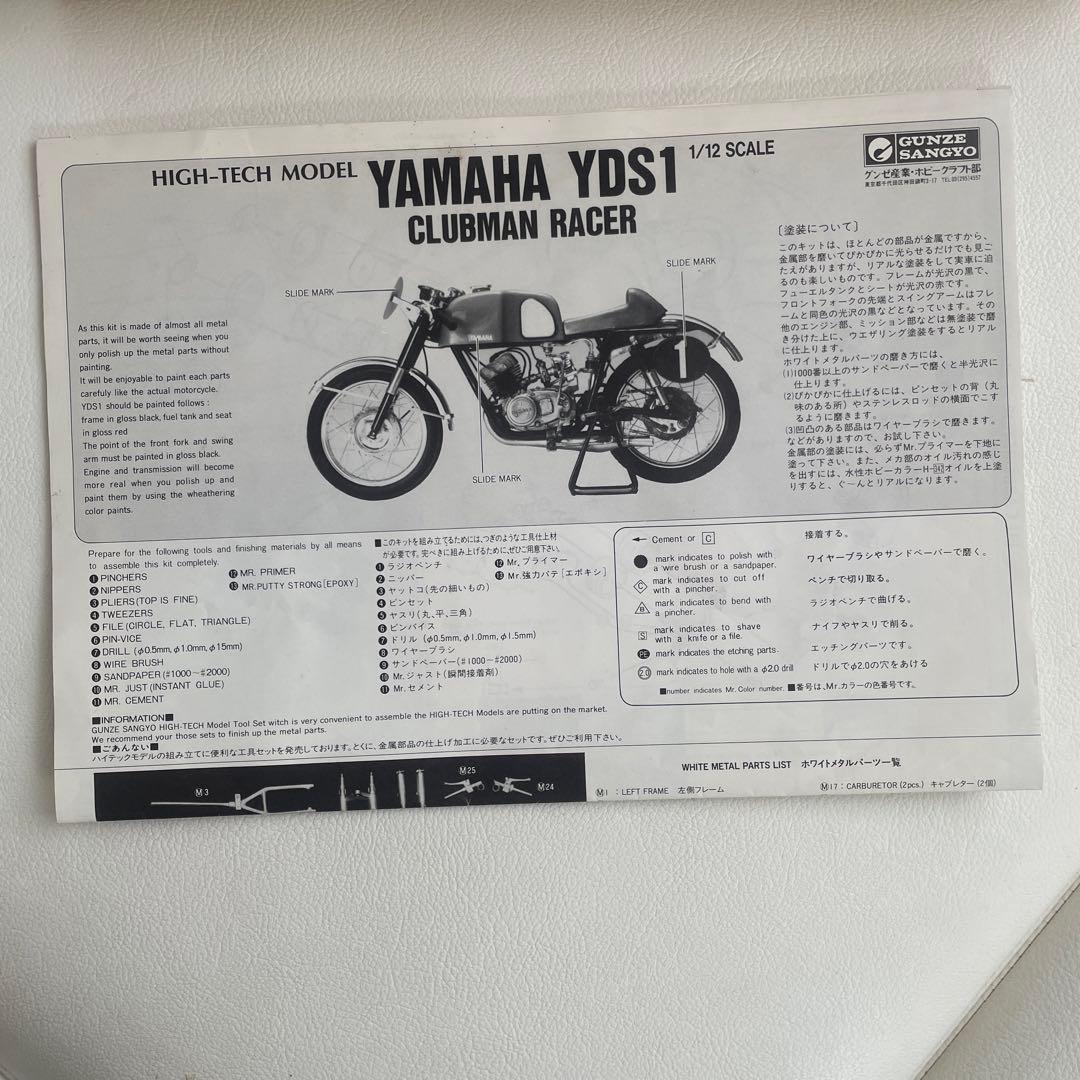 HIGH-TECH MODEL YAMAHA YDS1 1/12 SCALE
CLUBMAN RACER
GUNZE
SANGYO
グンゼ産業・ホビークラフト部
東京都千代田区神田錦町3-17 TEL03(295)4557
SLIDE MARK
SLIDE MARK
SLIDE MARK
As this kit is made of almost all metal
parts, it will be worth seeing when you
only polish up the metal parts without
painting.
It will be enjoyable to paint each parts
carefuly like the actual motorcycle.
YDS1 should be painted follows :
frame in gloss black, fuel tank and seat
in gloss red
The point of the front fork and swing
arm must be painted in gloss black.
Engine and transmission will become
more real when you polish up and
paint them by using the wheathering
color paints.
YAMAHA
1
〔塗装について〕
このキットは、ほとんどの部品が金属ですから、
金属部を磨いてぴかぴかに光らせるだけでも見ご
たえがありますが、リアルな塗装をして実車に迫
るのも楽しいものです。フレームが光沢の黒で、
フューエルタンクとシートが光沢の赤です。
フロントフォークの先端とスイングアームはフレ
ームと同色の光沢の黒などとなっています。その
他のエンジン部、ミッション部などは無塗装で磨
き分けた上に、ウエザリング塗装をするとリアル
に仕上ります。
ホワイトメタルパーツの磨き方には、
(1)1000番以上のサンドペーパーで磨くと半光沢に
仕上ります。
(2)ぴかぴかに仕上げるには、ピンセットの背（丸
味のある所）やステンレスロッドの横面でこす
るように磨きます。
(3)凹凸のある部品はワイヤーブラシで磨きます。
などがありますので、お試し下さい。
金属部の塗装には、必らずMr.プライマーを下地に
塗って下さい。また、メカ部のオイル汚れの感じ
を出すには、水性ホビーカラーH-342オイルを上塗
りすると、ぐ〜んとリアルになります。
Prepare for the following tools and finishing materials by all means
to assemble this kit completely.
❶ PINCHERS
❷ NIPPERS
❸ PLIERS(TOP IS FINE)
❹ TWEEZERS
❺ FILE(CIRCLE, FLAT, TRIANGLE)
❻ PIN-VICE
❼ DRILL (φ0.5mm, φ1.0mm, φ15mm)
❽ WIRE BRUSH
❾ SANDPAPER(#1000〜#2000)
❿ MR. JUST(INSTANT GLUE)
⓫ MR. CEMENT
⓬ MR. PRIMER
⓭ MR.PUTTY STRONG[EPOXY]
■このキットを組み立てるためには、つぎのような工具仕上材
が必要です。完ぺきに組み上げるために、ぜひご用意下さい。
❶ ラジオペンチ
❷ ニッパー
❸ ヤットコ(先の細いもの)
❹ ピンセット
❺ ヤスリ(丸、平、三角)
❻ ピンバイス
❼ ドリル (φ0.5mm、φ1.0mm、φ1.5mm)
❽ ワイヤーブラシ
❾ サンドペーパー(#1000〜#2000)
❿ Mr.ジャスト(瞬間接着剤)
⓫ Mr.セメント
⓬ Mr.プライマー
⓭ Mr.強力パテ[エポキシ]
Cement or C 接着する。
mark indicates to polish with
a wire brush or a sandpaper. ワイヤーブラシやサンドペーパーで磨く。
C mark indicates to cut off
with a pincher. ペンチで切り取る。
B mark indicates to bend with
a pincher. ラジオペンチで曲げる。
S mark indicates to shave
with a knife or a file. ナイフやヤスリで削る。
PE mark indicates the etching parts. エッチングパーツです。
2.0 mark indicates to hole with a φ2.0 drill ドリルでφ2.0の穴をあける
■number indicates Mr.Color number. ■番号は、Mr.カラーの色番号です。
■INFORMATION■
GUNZE SANGYO HIGH-TECH Model Tool Set witch is very convenient to assemble the HIGH-TECH Models are putting on the market.
We recommend your those sets to finish up the metal parts.
■ごあんない■
ハイテックモデルの組み立てに便利な工具セットを発売しております。とくに、金属部品の仕上げ加工に必要なセットです。ぜひご利用下さい。
Ⓜ3
Ⓜ25
Ⓜ24
WHITE METAL PARTS LIST ホワイトメタルパーツ一覧
Ⓜ1 : LEFT FRAME 左側フレーム
Ⓜ17 : CARBURETOR (2pcs.) キャブレター (2個)